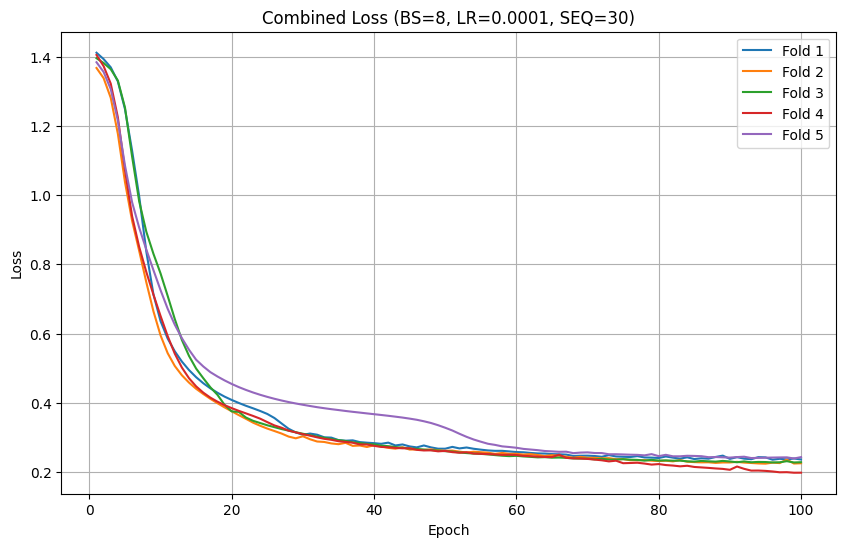 Combined Loss (BS=8, LR=0.0001, SEQ=30)
Loss
1.4
1.2
1.0
0.8
0.6
0.4
0.2
Fold 1
Fold 2
Fold 3
Fold 4
Fold 5
0 20 40 60 80 100
Epoch